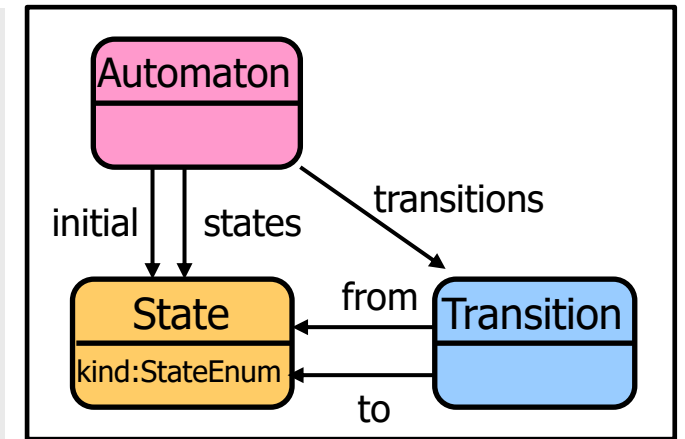 Automaton
initial
states
transitions
State
kind:StateEnum
from
to
Transition